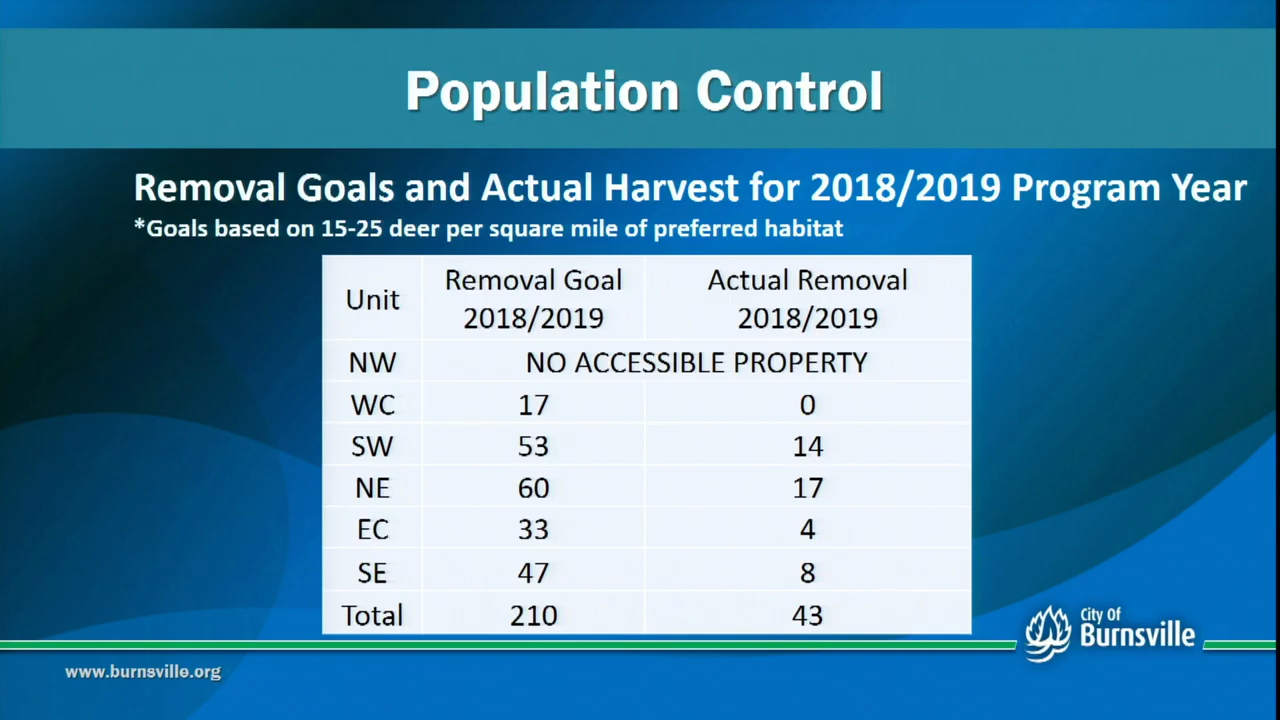 Population Control
Removal Goals and Actual Harvest for 2018/2019 Program Year
*Goals based on 15-25 deer per square mile of preferred habitat
Unit Removal Goal 2018/2019 Actual Removal 2018/2019
NW NO ACCESSIBLE PROPERTY
WC 17 0
SW 53 14
NE 60 17
EC 33 4
SE 47 8
Total 210 43
City Of
Burnsville
www.burnsville.org